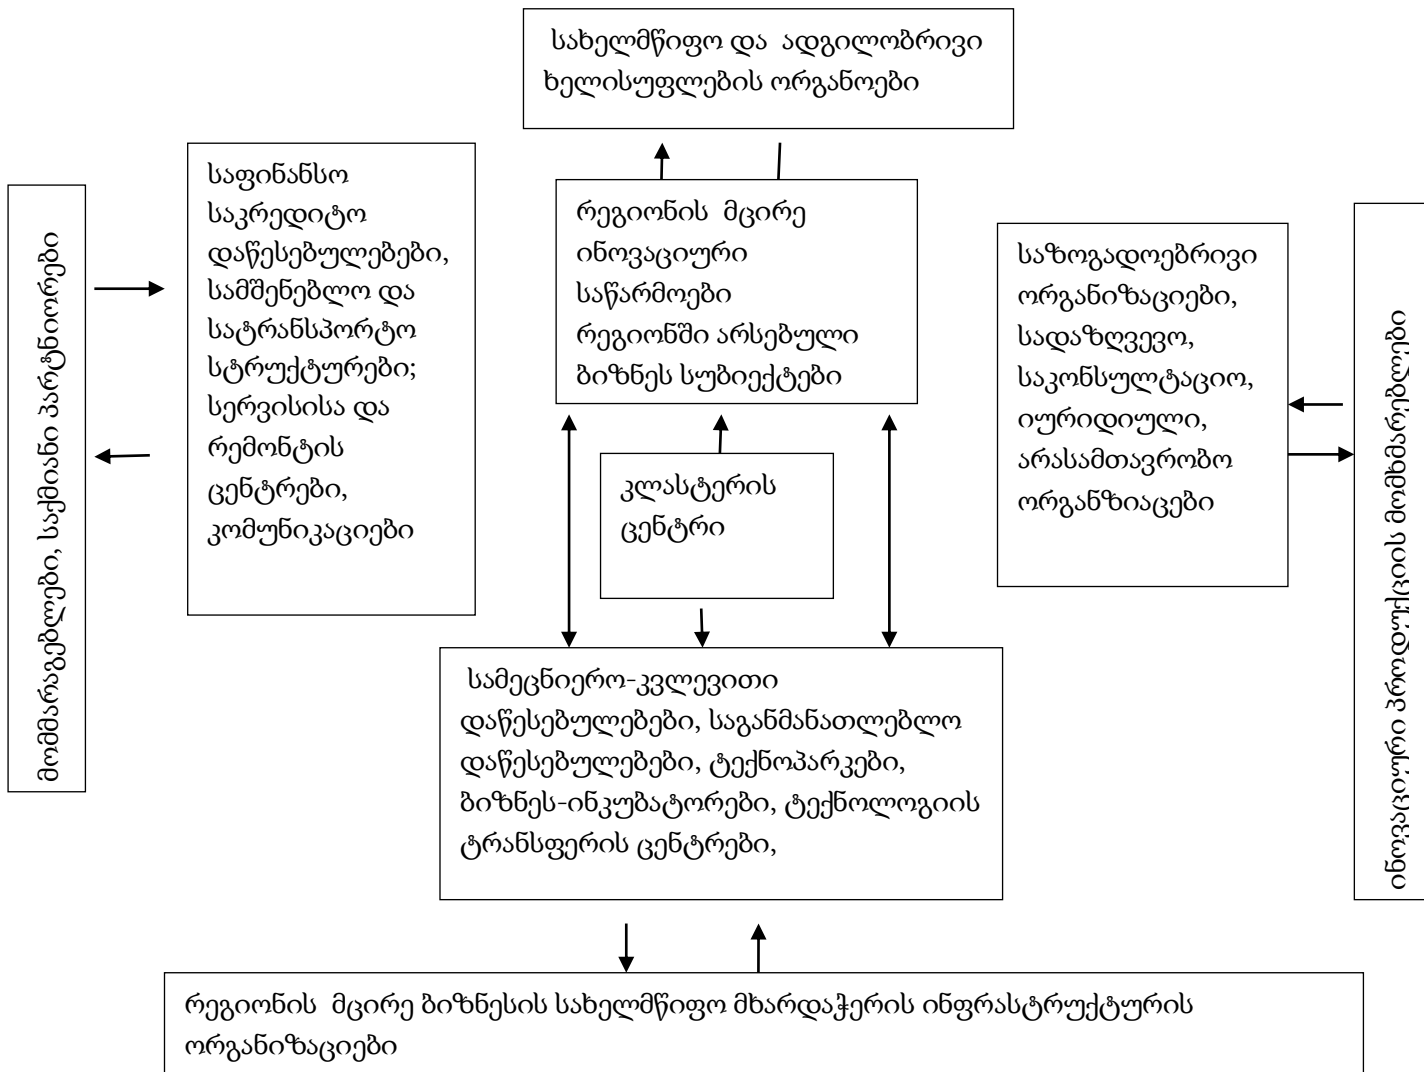 სახელმწიფო და ადგილობრივი
ხელისუფლების ორგანოები
მომმარაგებლები, საქმიანი პარტნიორები
საფინანსო
საკრედიტო
დაწესებულებები,
სამშენებლო და
სატრანსპორტო
სტრუქტურები;
სერვისისა და
რემონტის
ცენტრები,
კომუნიკაციები
რეგიონის მცირე
ინოვაციური
საწარმოები
რეგიონში არსებული
ბიზნეს სუბიექტები
კლასტერის
ცენტრი
საზოგადოებრივი
ორგანიზაციები,
სადაზღვევო,
საკონსულტაციო,
იურიდიული,
არასამთავრობო
ორგანზიაცები
ინოვაციური პროდუქციის მომხმარებლები
სამეცნიერო-კვლევითი
დაწესებულებები, საგანმანათლებლო
დაწესებულებები, ტექნოპარკები,
ბიზნეს-ინკუბატორები, ტექნოლოგიის
ტრანსფერის ცენტრები,
რეგიონის მცირე ბიზნესის სახელმწიფო მხარდაჭერის ინფრასტრუქტურის
ორგანიზაციები